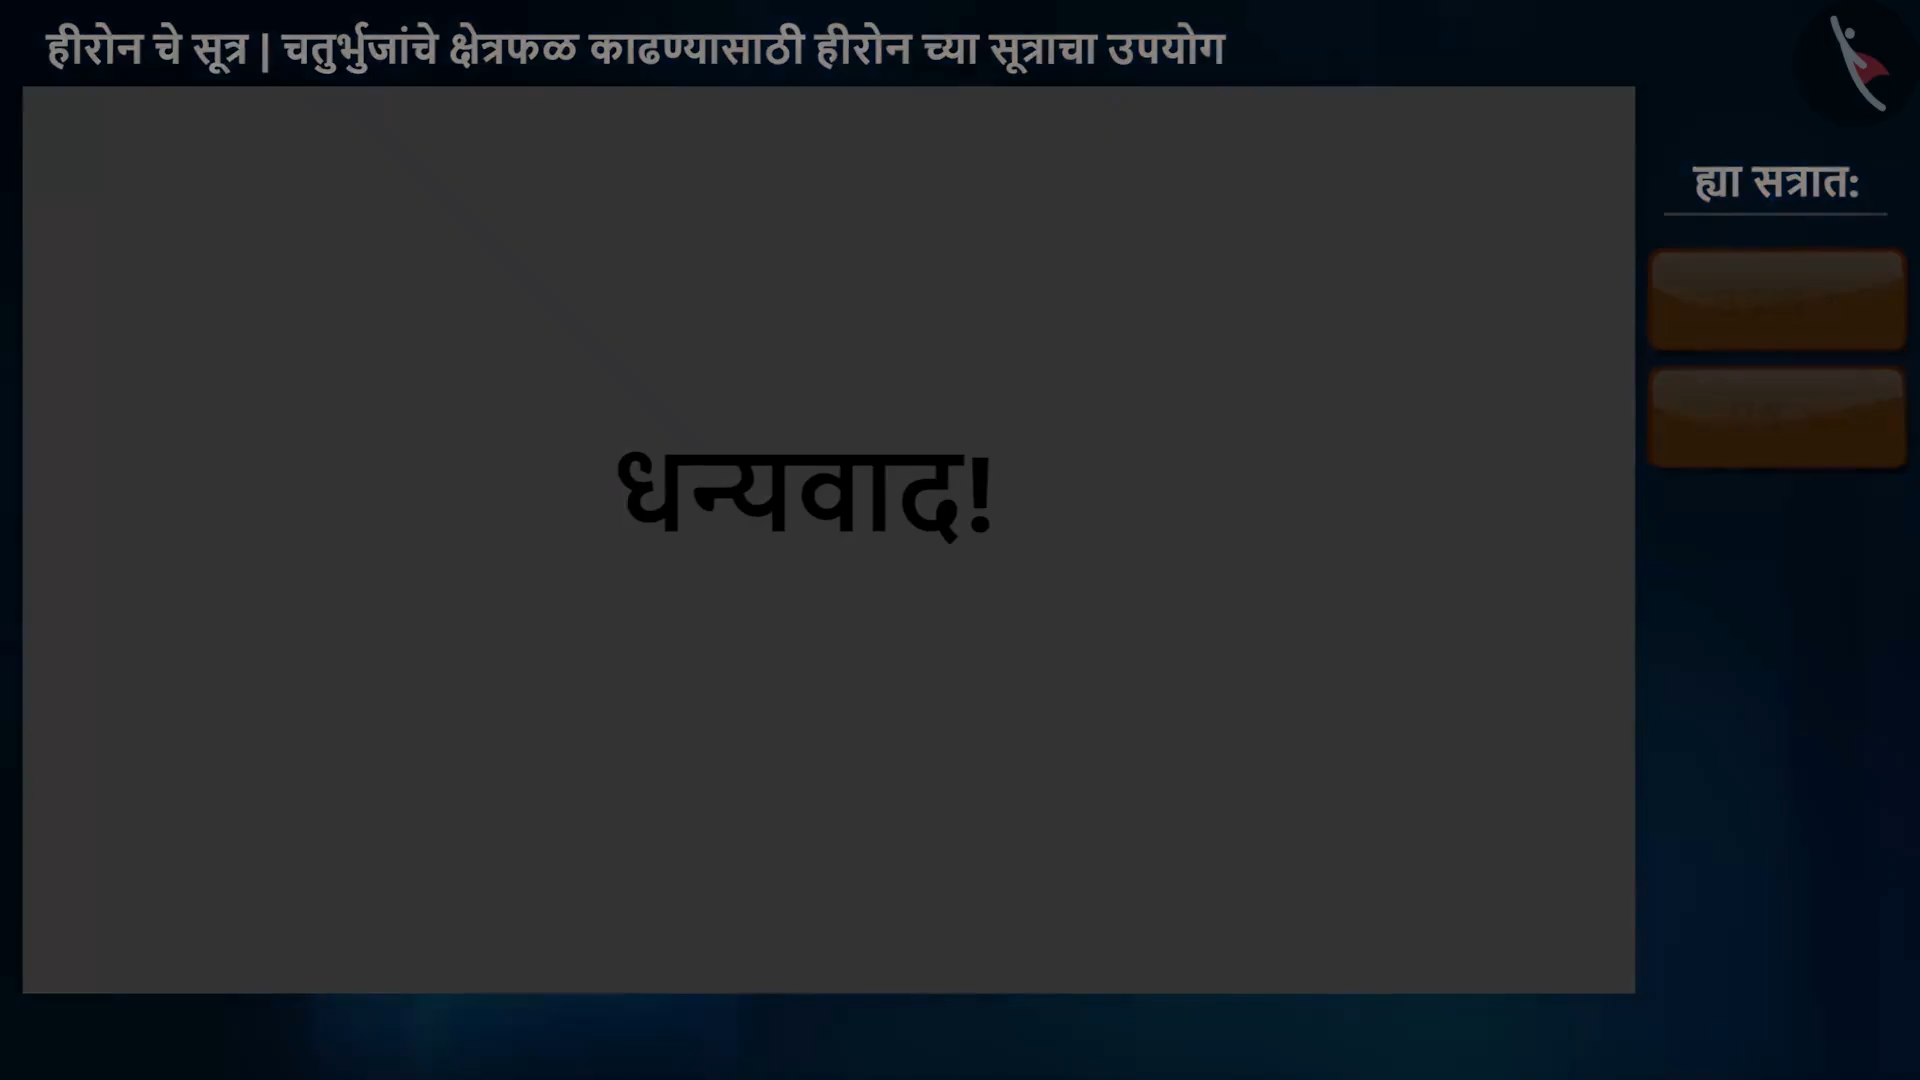 हीरोन चे सूत्र | चतुर्भुजांचे क्षेत्रफळ काढण्यासाठी हीरोन च्या सूत्राचा उपयोग
ह्या सत्रात:
धन्यवाद!